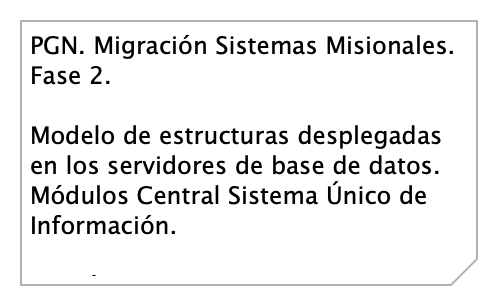 PGN. Migración Sistemas Misionales.
Fase 2.
Modelo de estructuras desplegadas
en los servidores de base de datos.
Módulos Central Sistema Único de
Información.